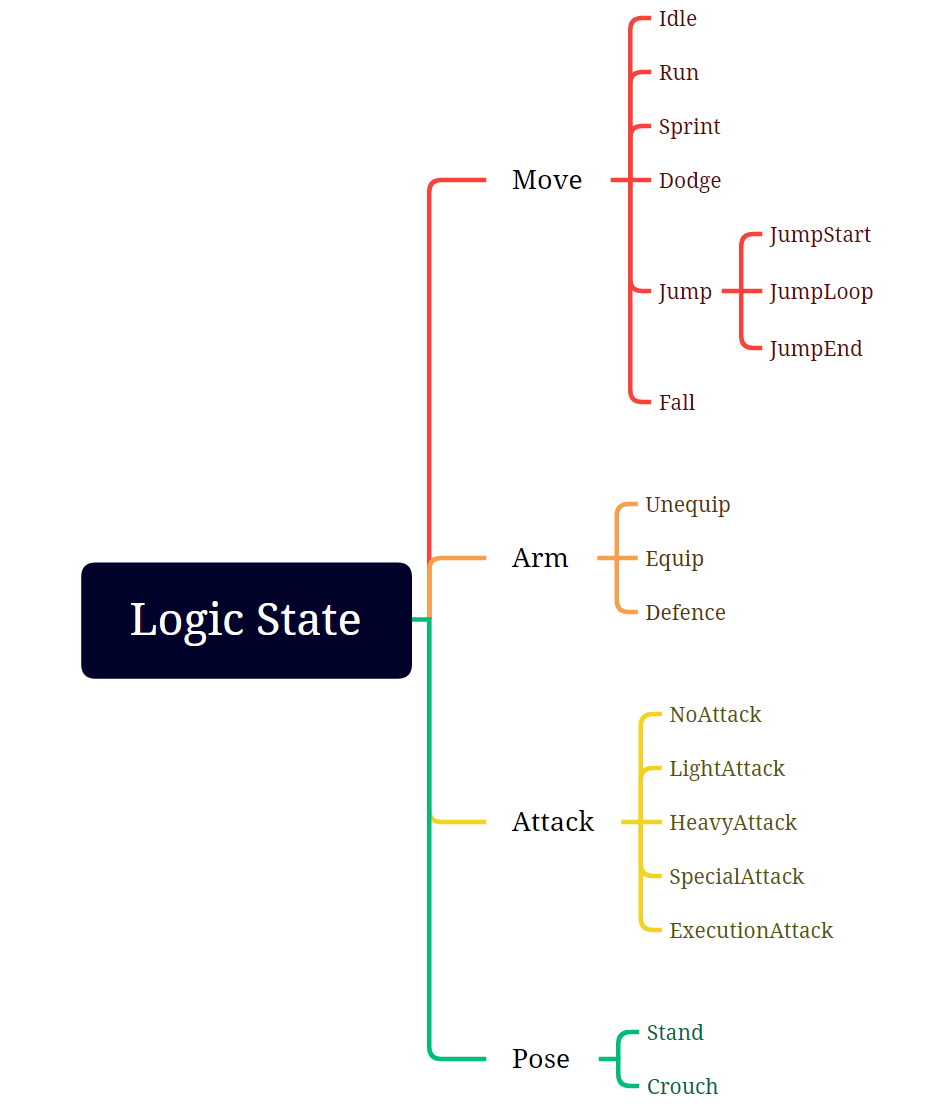 Logic State
Move
Idle
Run
Sprint
Dodge
Jump
JumpStart
JumpLoop
JumpEnd
Fall
Arm
Unequip
Equip
Defence
Attack
NoAttack
LightAttack
HeavyAttack
SpecialAttack
ExecutionAttack
Pose
Stand
Crouch